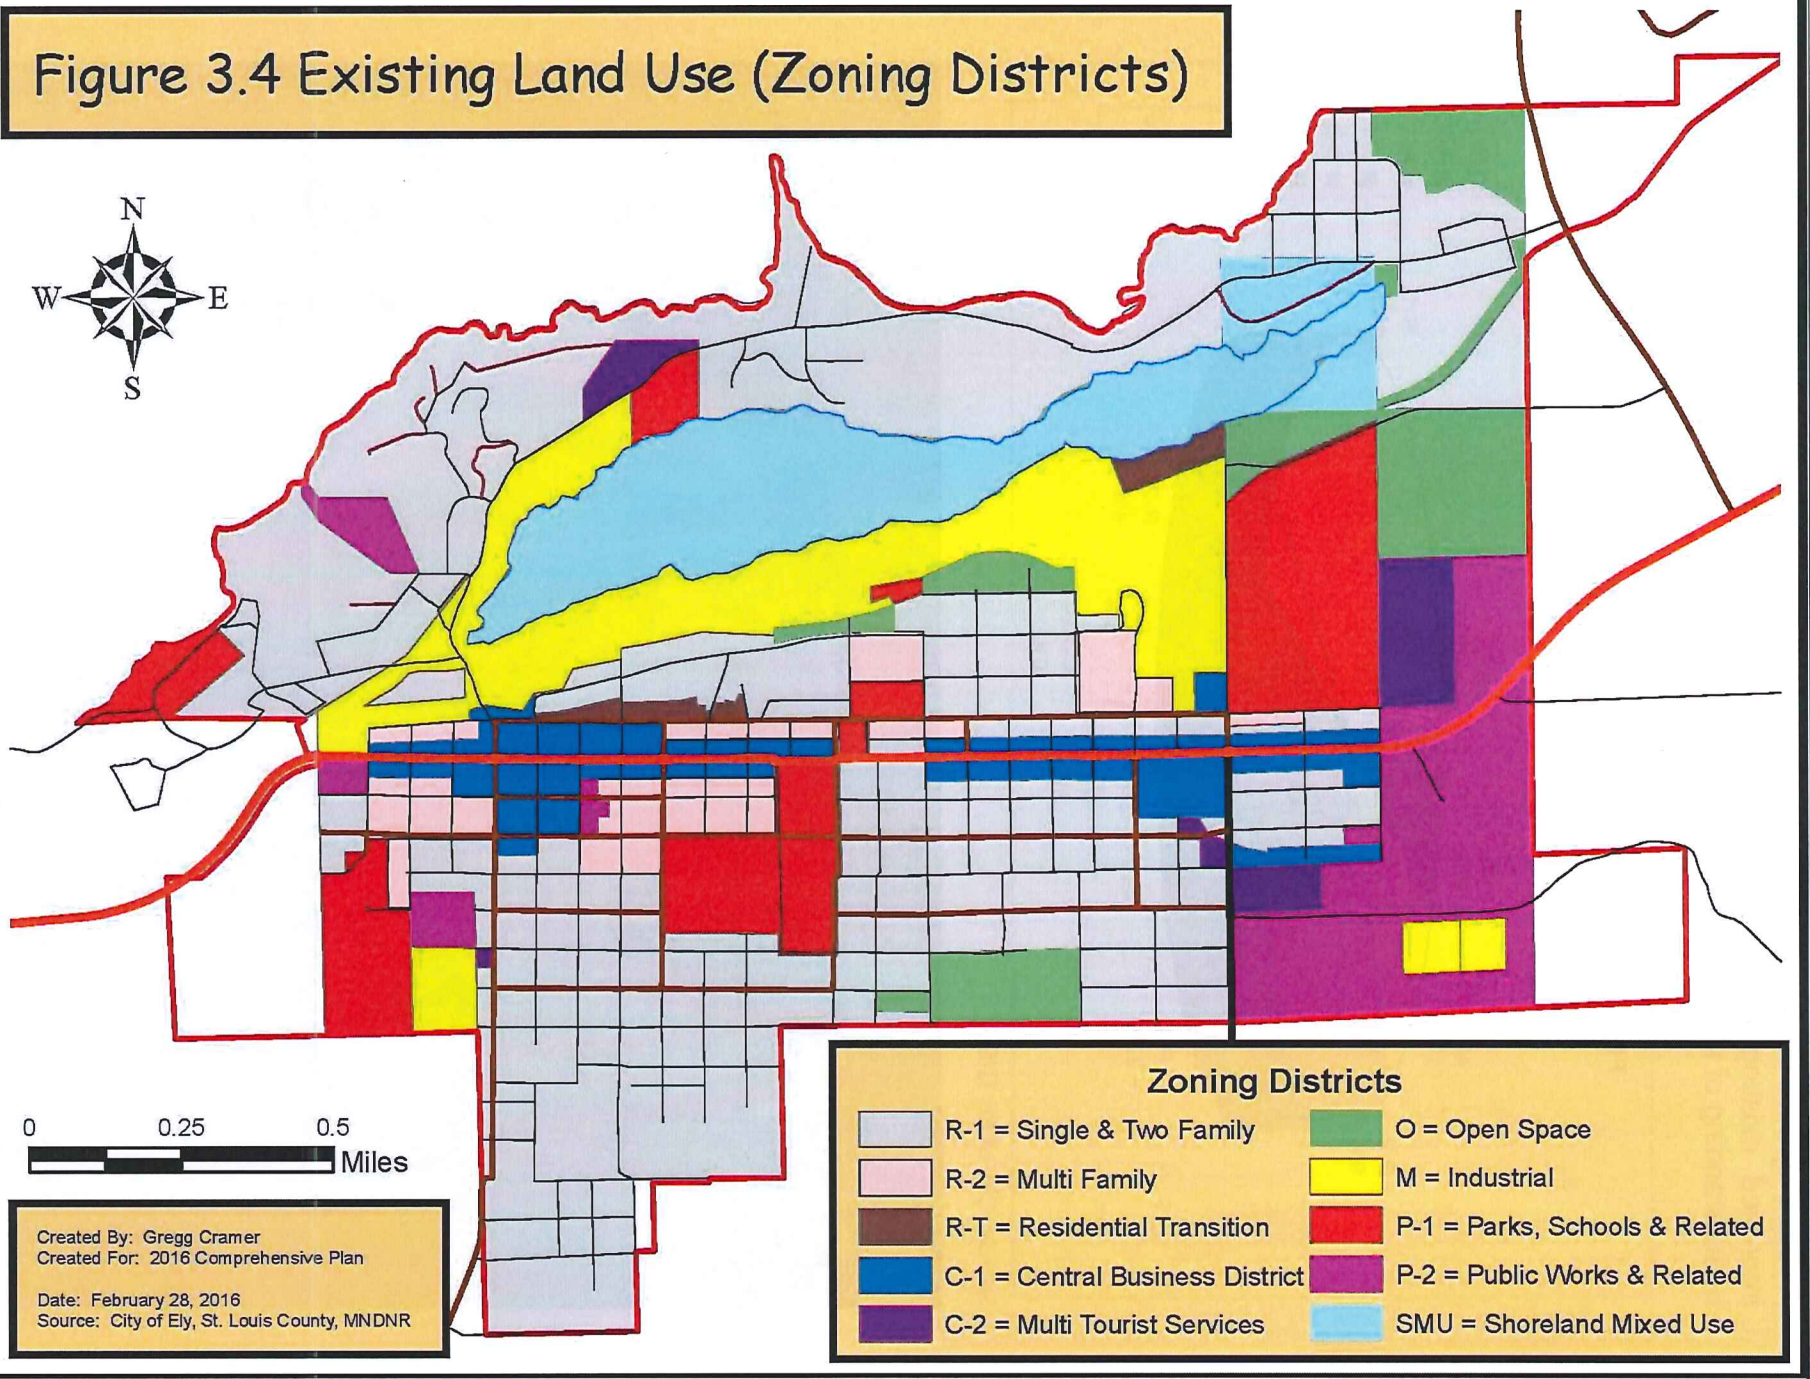 Figure 3.4 Existing Land Use (Zoning Districts)
N
W
E
S
0
0.25
0.5
Miles
Created By: Gregg Cramer
Created For: 2016 Comprehensive Plan
Date: February 28, 2016
Source: City of Ely, St. Louis County, MNDNR
Zoning Districts
R-1 = Single & Two Family
R-2 = Multi Family
R-T = Residential Transition
C-1 = Central Business District
C-2 = Multi Tourist Services
O = Open Space
M = Industrial
P-1 = Parks, Schools & Related
P-2 = Public Works & Related
SMU = Shoreland Mixed Use